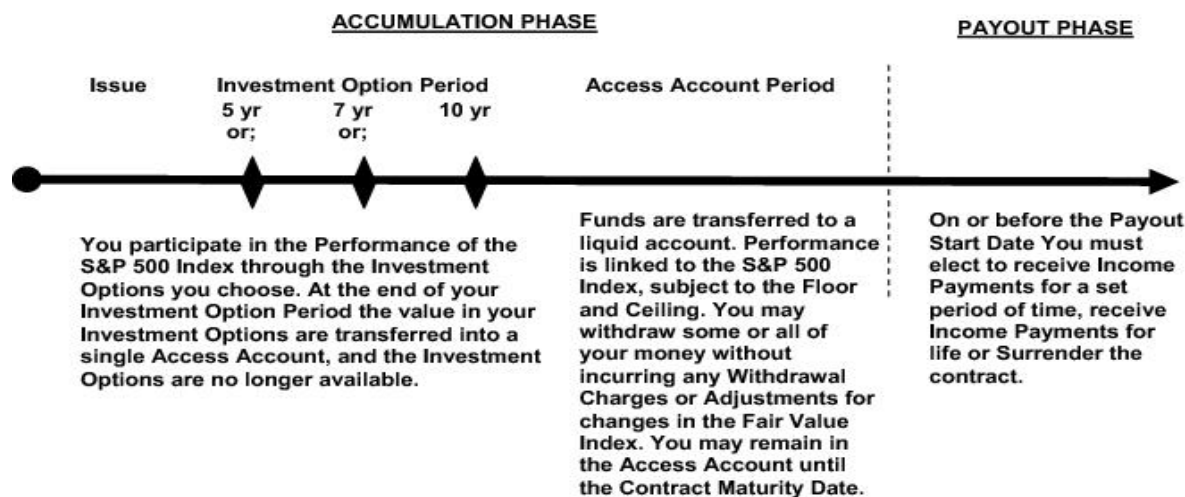 ACCUMULATION PHASE
PAYOUT PHASE
Issue
Investment Option Period
5 yr
or;
7 yr
or;
10 yr
Access Account Period
You participate in the Performance of the
S&P 500 Index through the Investment
Options you choose. At the end of your
Investment Option Period the value in your
Investment Options are transferred into a
single Access Account, and the Investment
Options are no longer available.
Funds are transferred to a
liquid account. Performance
is linked to the S&P 500
Index, subject to the Floor
and Ceiling. You may
withdraw some or all of
your money without
incurring any Withdrawal
Charges or Adjustments for
changes in the Fair Value
Index. You may remain in
the Access Account until
the Contract Maturity Date.
On or before the Payout
Start Date You must
elect to receive Income
Payments for a set
period of time, receive
Income Payments for
life or Surrender the
contract.